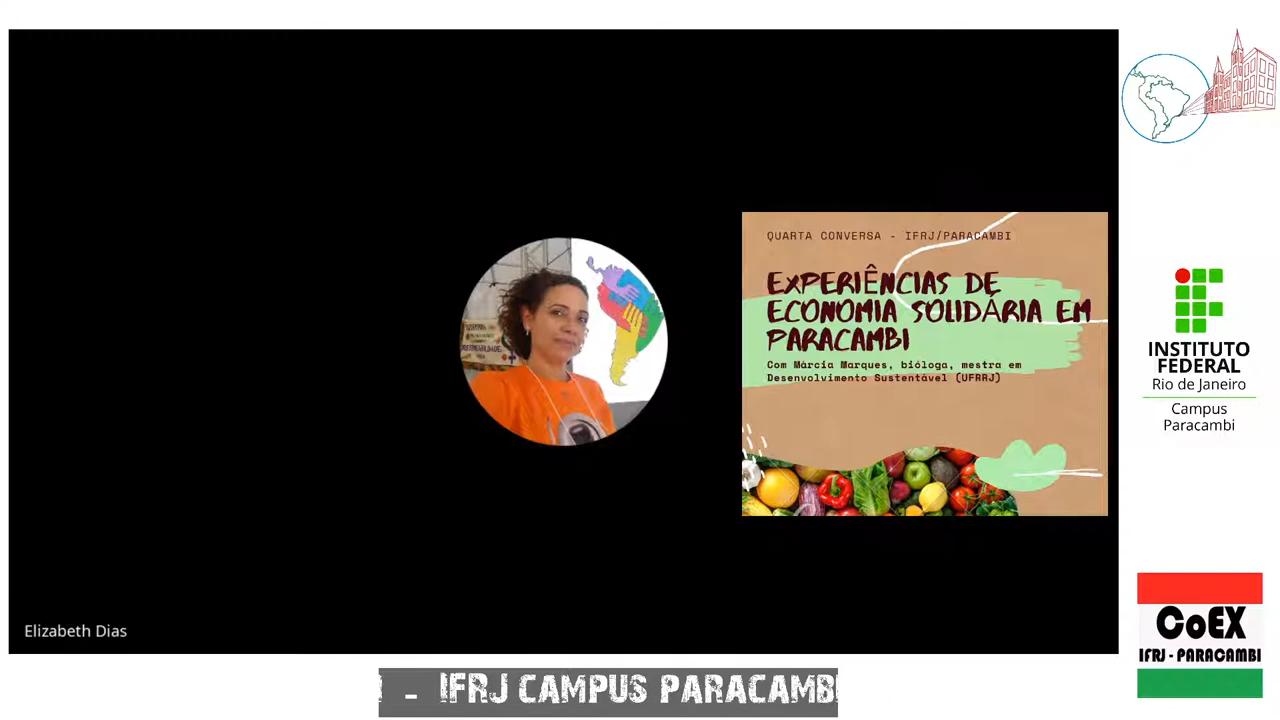 QUARTA CONVERSA - IFRJ/PARACAMBI
EXPERIÊNCIAS DE
ECONOMIA SOLIDÁRIA EM
PARACAMBI
Com Márcia Marques, bióloga, mestra em
Desenvolvimento Sustentável (UFRRJ)
INSTITUTO
FEDERAL
Rio de Janeiro
Campus
Paracambi
CoEX
IFRJ - PARACAMBI
Elizabeth Dias
- IFRJ CAMPUS PARACAMB